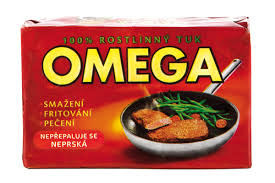 100% ROSTLINNÝ TUK
OMEGA
· SMAŽENÍ
· FRITOVÁNÍ
· PEČENÍ
NEPŘEPALUJE SE
NEPRSKÁ